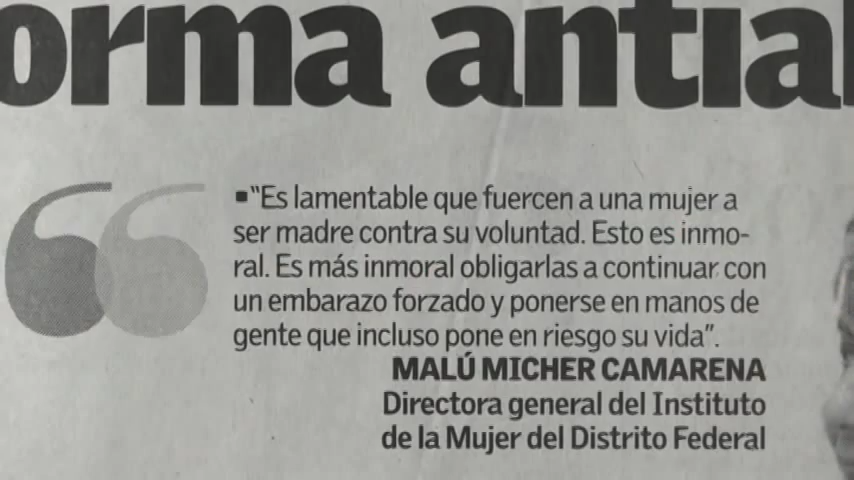 orma antia
"Es lamentable que fuercen a una mujer a
ser madre contra su voluntad. Esto es inmo-
ral. Es más inmoral obligarlas a continuar con
un embarazo forzado y ponerse en manos de
gente que incluso pone en riesgo su vida".
MALÚ MICHER CAMARENA
Directora general del Instituto
de la Mujer del Distrito Federal